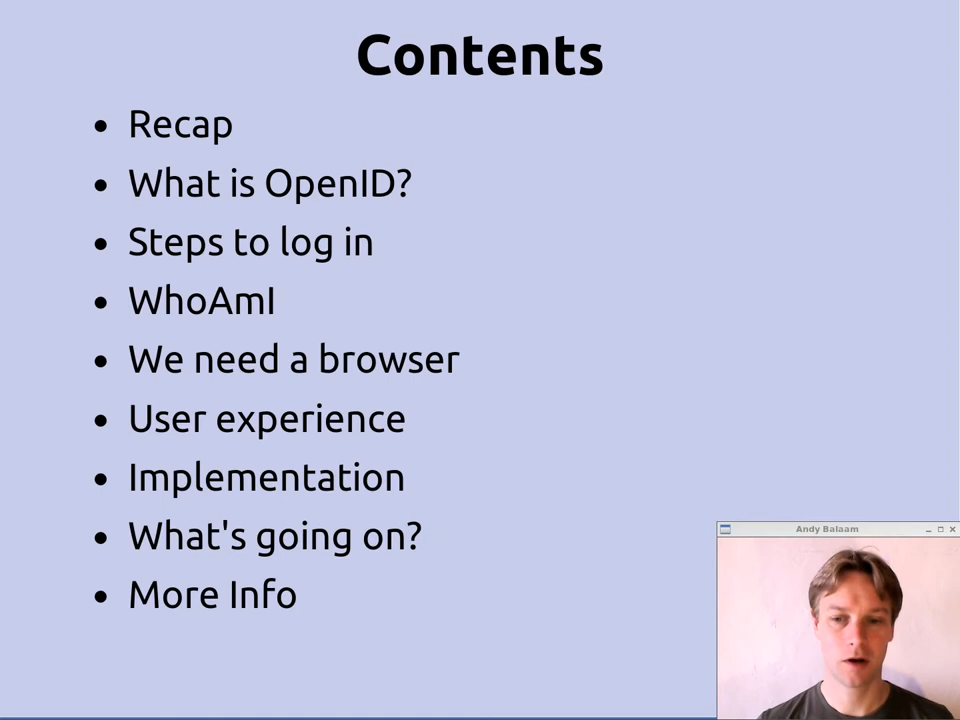 Contents
• Recap
• What is OpenID?
• Steps to log in
• WhoAmI
• We need a browser
• User experience
• Implementation
• What's going on?
• More Info
Andy Balaam